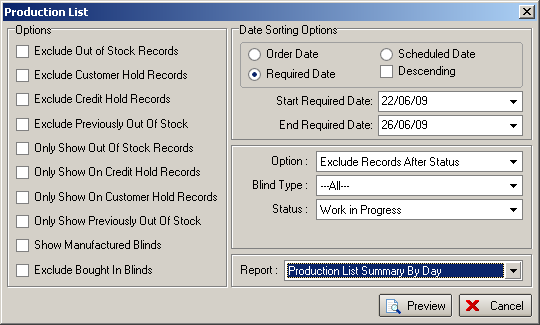 Production List
Options
Exclude Out of Stock Records
Exclude Customer Hold Records
Exclude Credit Hold Records
Exclude Previously Out Of Stock
Only Show Out Of Stock Records
Only Show On Credit Hold Records
Only Show On Customer Hold Records
Only Show Previously Out Of Stock
Show Manufactured Blinds
Exclude Bought In Blinds
Date Sorting Options
Order Date
Scheduled Date
Required Date
Descending
Start Required Date: 22/06/09
End Required Date: 26/06/09
Option : Exclude Records After Status
Blind Type : ---All---
Status : Work in Progress
Report : Production List Summary By Day
Preview
Cancel